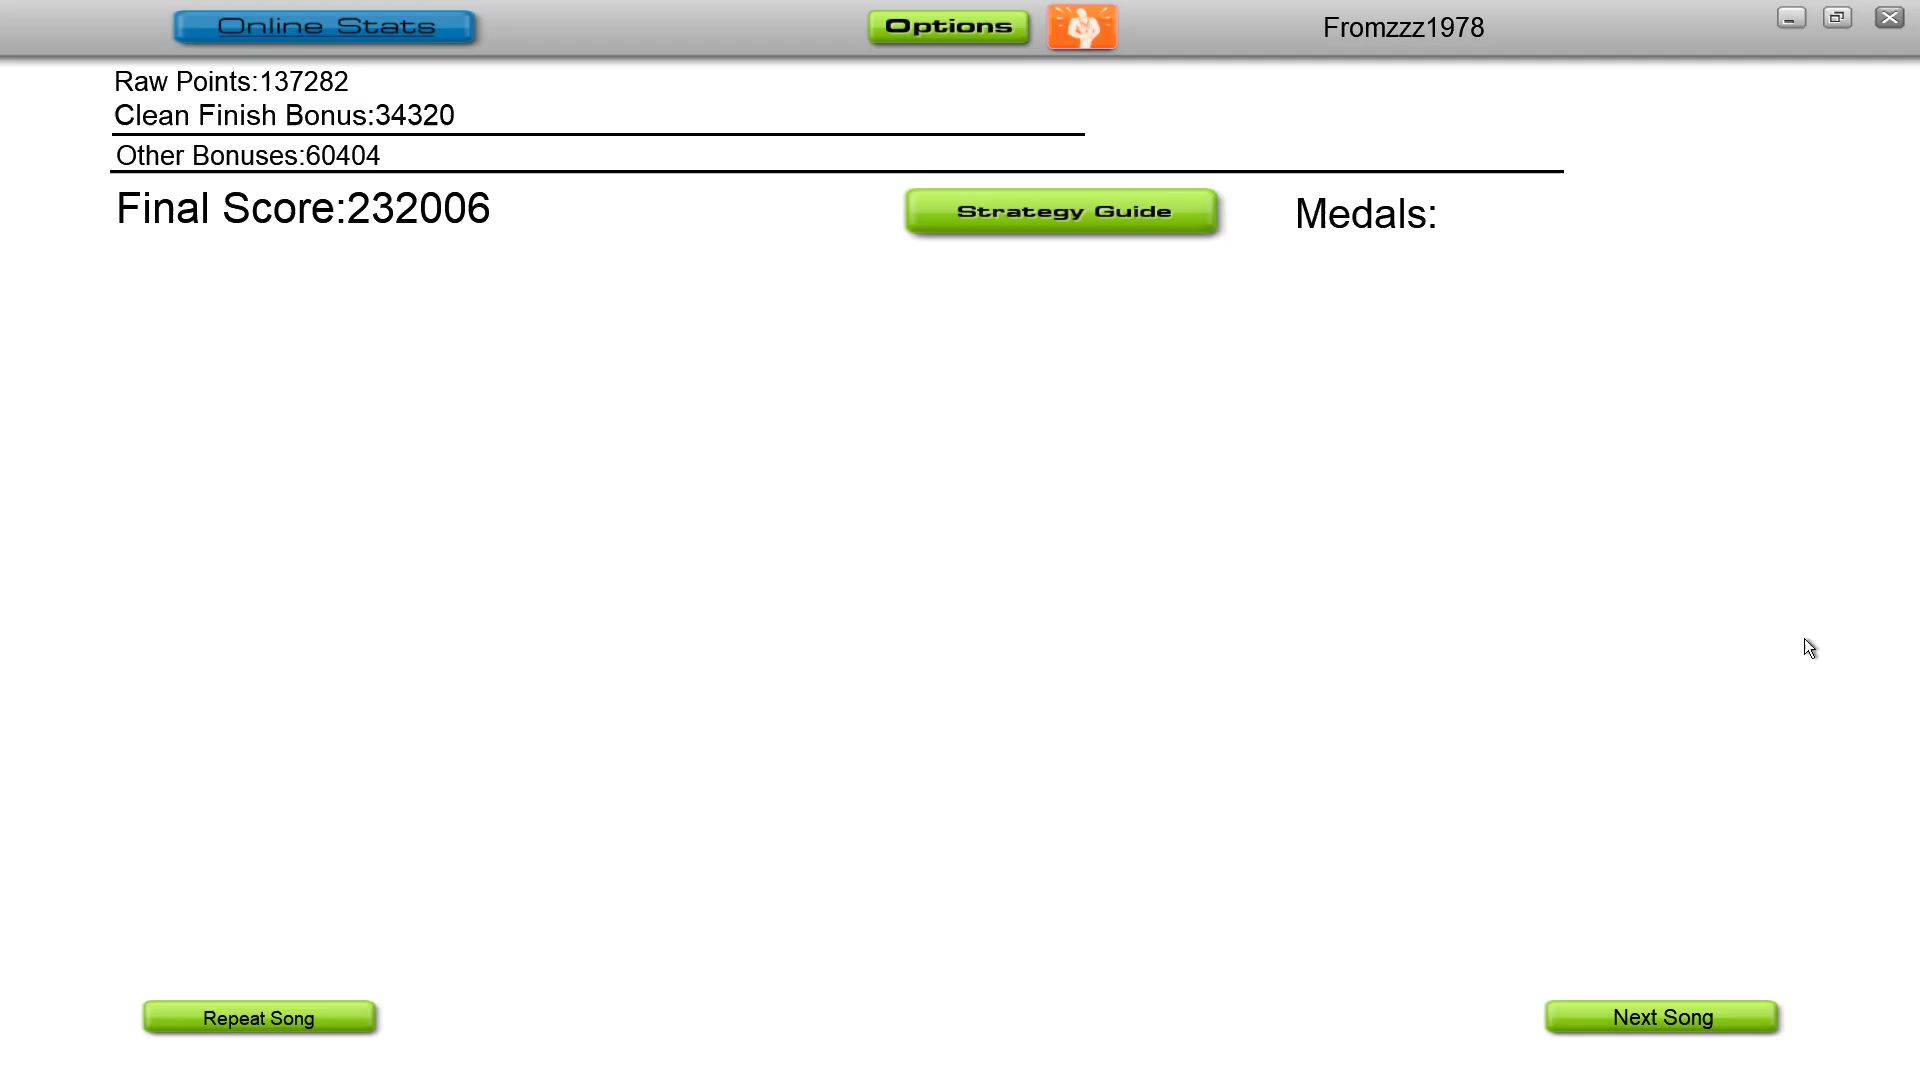 Online Stats
Options
Fromzzz1978
Raw Points:137282
Clean Finish Bonus:34320
Other Bonuses:60404
Final Score:232006
Strategy Guide
Medals:
Repeat Song
Next Song